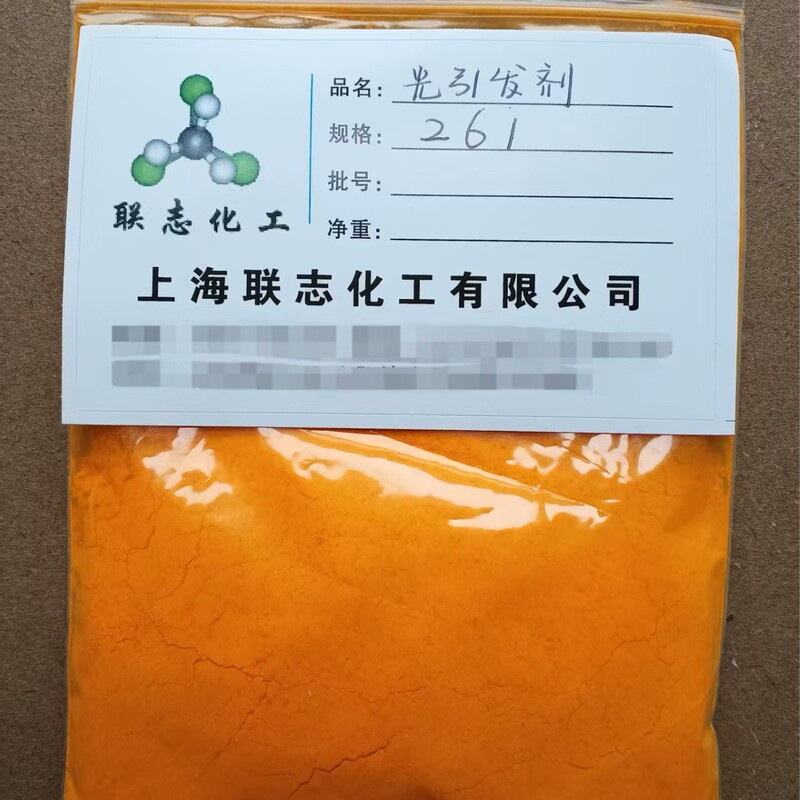 联志化工
品名：光引发剂
规格：261
批号：
净重：
上海联志化工有限公司